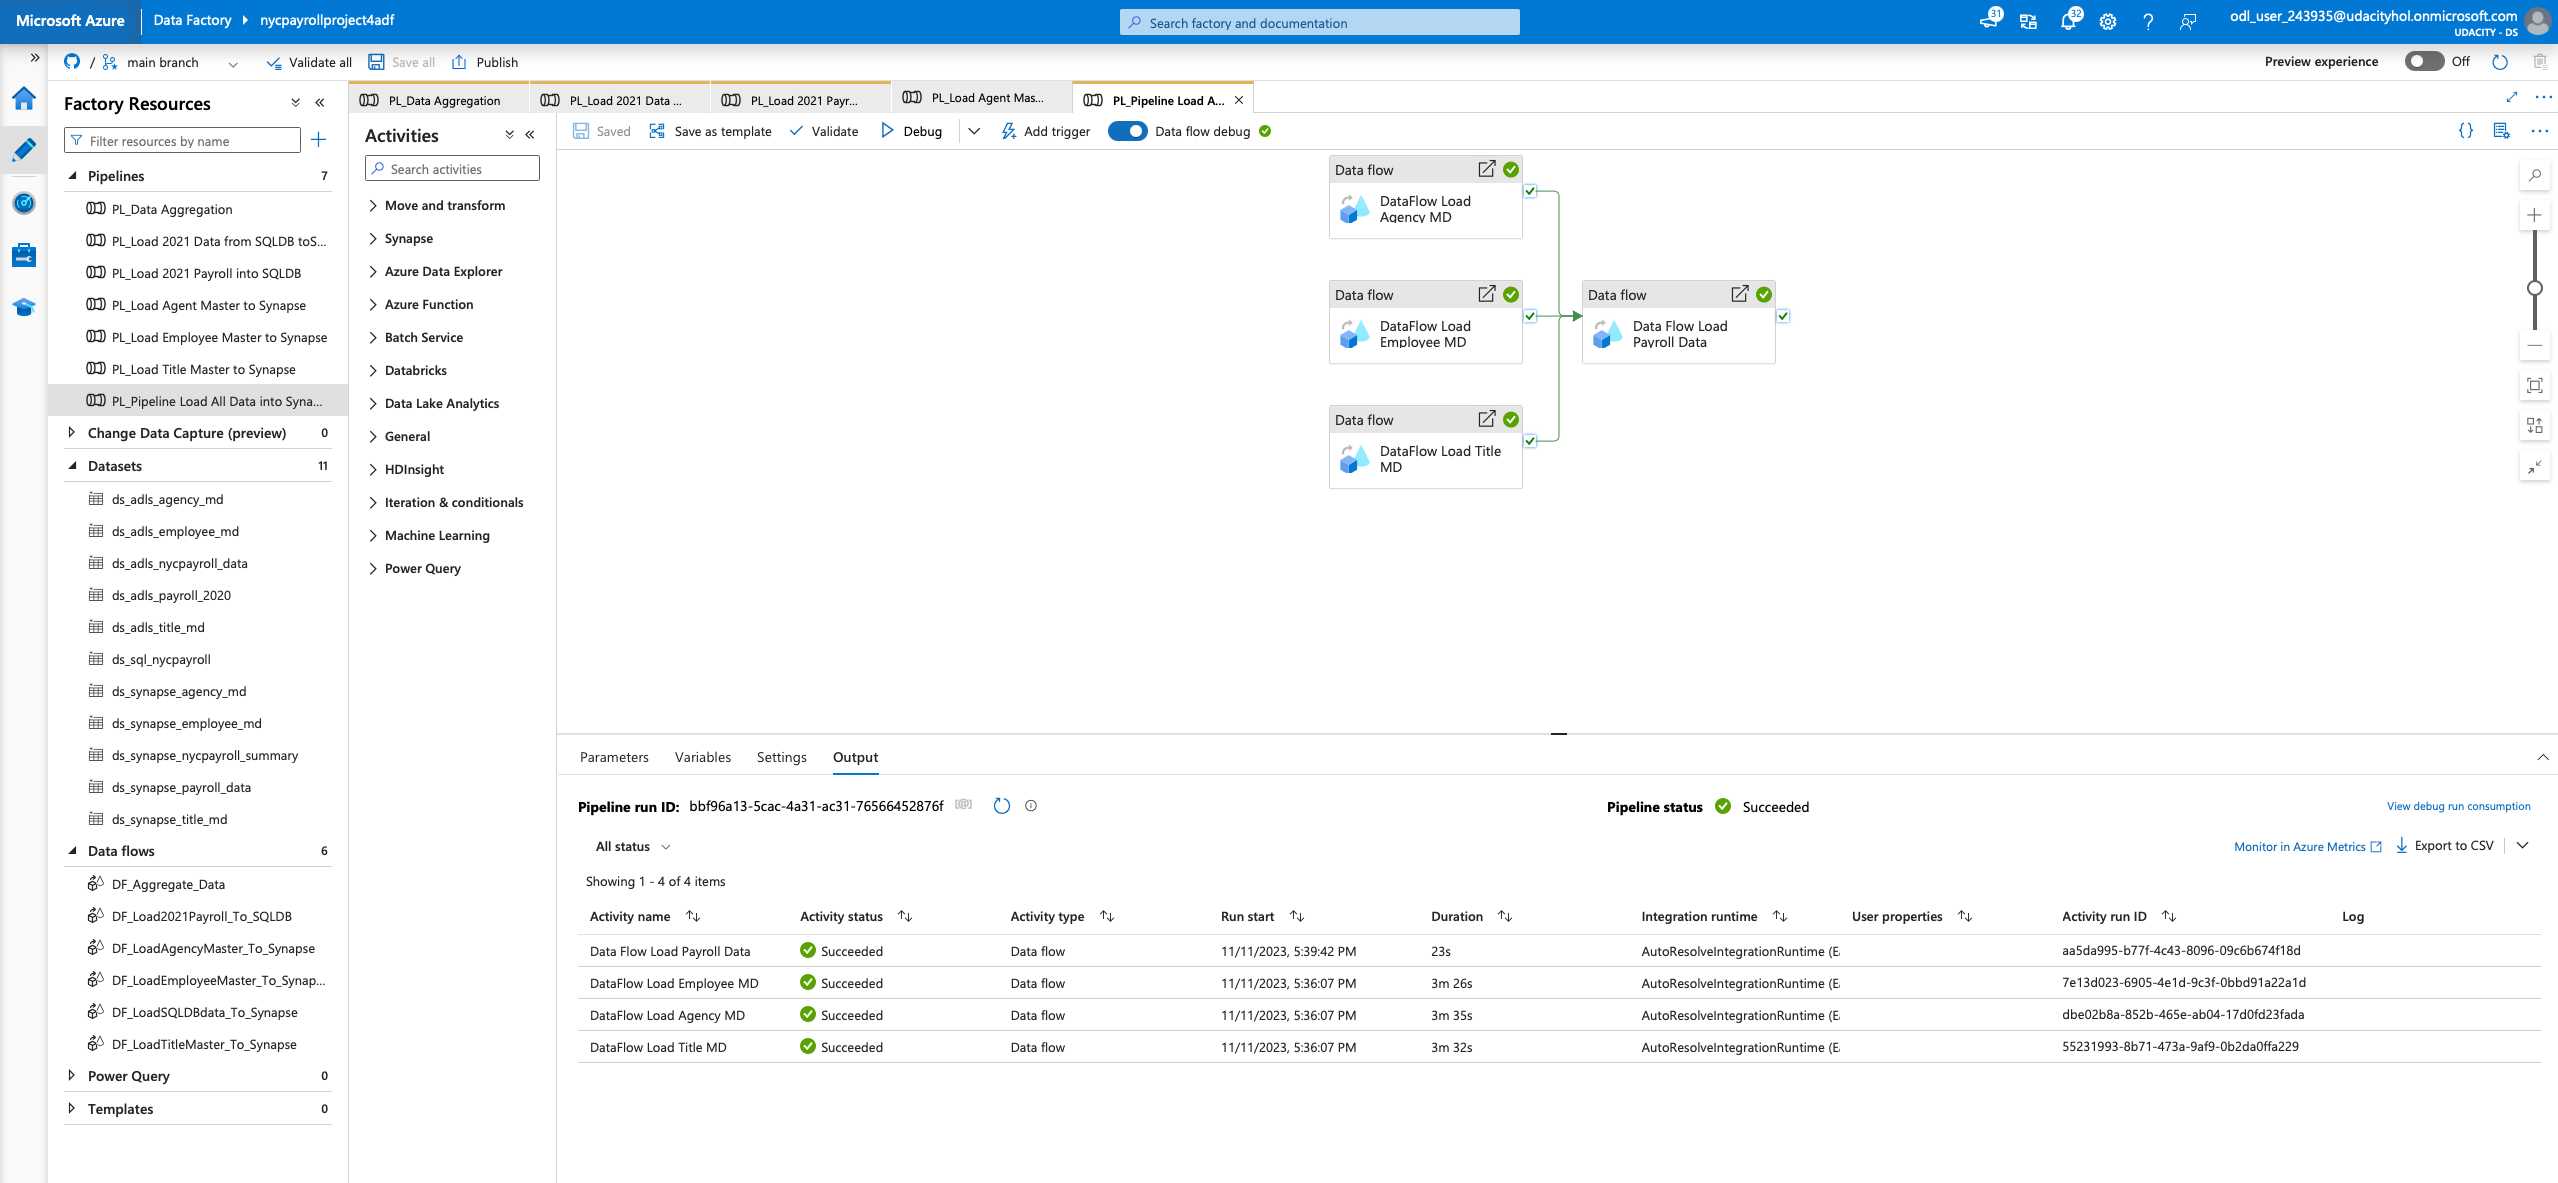 Microsoft Azure
Data Factory
nycpayrollproject4adf
Search factory and documentation
31
32
odl_user_243935@udacityhol.onmicrosoft.com
UDACITY - DS
/
main branch
Validate all
Save all
Publish
Preview experience
Off
Factory Resources
Filter resources by name
Pipelines
7
PL_Data Aggregation
PL_Load 2021 Data from SQLDB toS...
PL_Load 2021 Payroll into SQLDB
PL_Load Agent Master to Synapse
PL_Load Employee Master to Synapse
PL_Load Title Master to Synapse
PL_Pipeline Load All Data into Syna...
Change Data Capture (preview)
0
Datasets
11
ds_adls_agency_md
ds_adls_employee_md
ds_adls_nycpayroll_data
ds_adls_payroll_2020
ds_adls_title_md
ds_sql_nycpayroll
ds_synapse_agency_md
ds_synapse_employee_md
ds_synapse_nycpayroll_summary
ds_synapse_payroll_data
ds_synapse_title_md
Data flows
6
DF_Aggregate_Data
DF_Load2021Payroll_To_SQLDB
DF_LoadAgencyMaster_To_Synapse
DF_LoadEmployeeMaster_To_Synap...
DF_LoadSQLDBdata_To_Synapse
DF_LoadTitleMaster_To_Synapse
Power Query
0
Templates
0
PL_Data Aggregation
PL_Load 2021 Data ...
PL_Load 2021 Payr...
PL_Load Agent Mas...
PL_Pipeline Load A...
Activities
Search activities
Move and transform
Synapse
Azure Data Explorer
Azure Function
Batch Service
Databricks
Data Lake Analytics
General
HDInsight
Iteration & conditionals
Machine Learning
Power Query
Saved
Save as template
Validate
Debug
Add trigger
Data flow debug
{}
Data flow
DataFlow Load
Agency MD
Data flow
DataFlow Load
Employee MD
Data flow
Data Flow Load
Payroll Data
Data flow
DataFlow Load Title
MD
Parameters
Variables
Settings
Output
Pipeline run ID: bbf96a13-5cac-4a31-ac31-76566452876f
Pipeline status
Succeeded
View debug run consumption
All status
Monitor in Azure Metrics
Export to CSV
Showing 1 - 4 of 4 items
Activity name Activity status Activity type Run start Duration Integration runtime User properties Activity run ID Log
Data Flow Load Payroll Data Succeeded Data flow 11/11/2023, 5:39:42 PM 23s AutoResolveIntegrationRuntime (Ea aa5da995-b77f-4c43-8096-09c6b674f18d
DataFlow Load Employee MD Succeeded Data flow 11/11/2023, 5:36:07 PM 3m 26s AutoResolveIntegrationRuntime (Ea 7e13d023-6905-4e1d-9c3f-0bbd91a22a1d
DataFlow Load Agency MD Succeeded Data flow 11/11/2023, 5:36:07 PM 3m 35s AutoResolveIntegrationRuntime (Ea dbe02b8a-852b-465e-ab04-17d0fd23fada
DataFlow Load Title MD Succeeded Data flow 11/11/2023, 5:36:07 PM 3m 32s AutoResolveIntegrationRuntime (Ea 55231993-8b71-473a-9af9-0b2da0ffa229